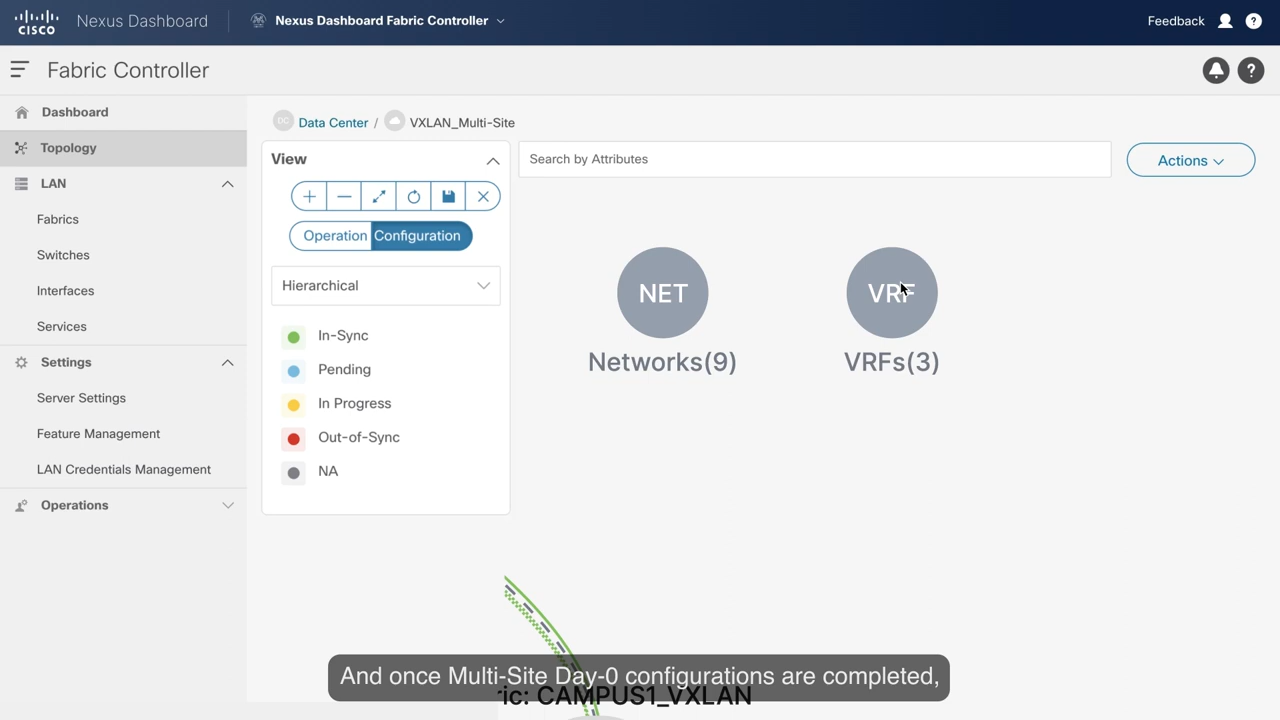 CISCO Nexus Dashboard Nexus Dashboard Fabric Controller Feedback ?
Fabric Controller ?
Dashboard
Topology
LAN
Fabrics
Switches
Interfaces
Services
Settings
Server Settings
Feature Management
LAN Credentials Management
Operations
DC Data Center / VXLAN_Multi-Site
View
Operation Configuration
Hierarchical
In-Sync
Pending
In Progress
Out-of-Sync
NA
Search by Attributes
Actions
NET VRF
Networks(9) VRFs(3)
And once Multi-Site Day-0 configurations are completed,
ric: CAMPUS1_VXLAN